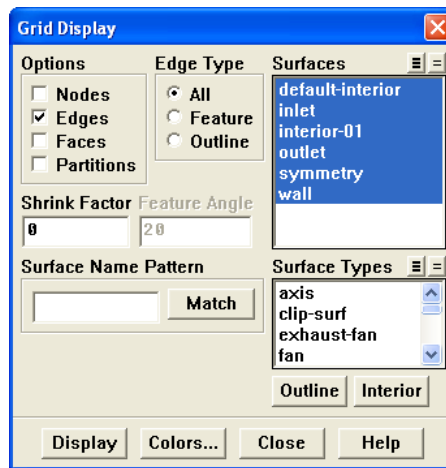 Grid Display
Options
Nodes
Edges
Faces
Partitions
Edge Type
All
Feature
Outline
Shrink Factor
0
Feature Angle
20
Surface Name Pattern
Match
Surfaces
default-interior
inlet
interior-01
outlet
symmetry
wall
Surface Types
axis
clip-surf
exhaust-fan
fan
Outline
Interior
Display
Colors...
Close
Help